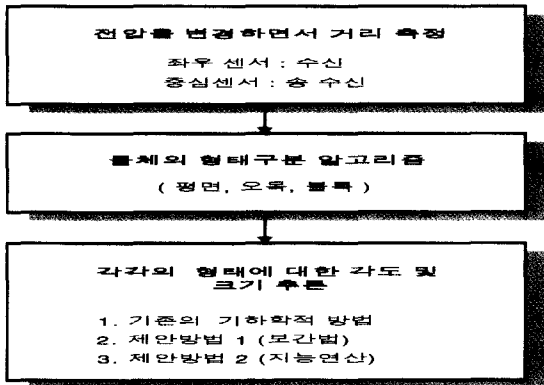 전압을 변경하면서 거리 측정
좌우 센서 : 수신
중심센서 : 송 수신
물체의 형태구분 알고리즘
( 평면, 오목, 볼록 )
각각의 형태에 대한 각도 및
크기 추론
1. 기존의 기하학적 방법
2. 제안방법 1 (보간법)
3. 제안방법 2 (지능연산)